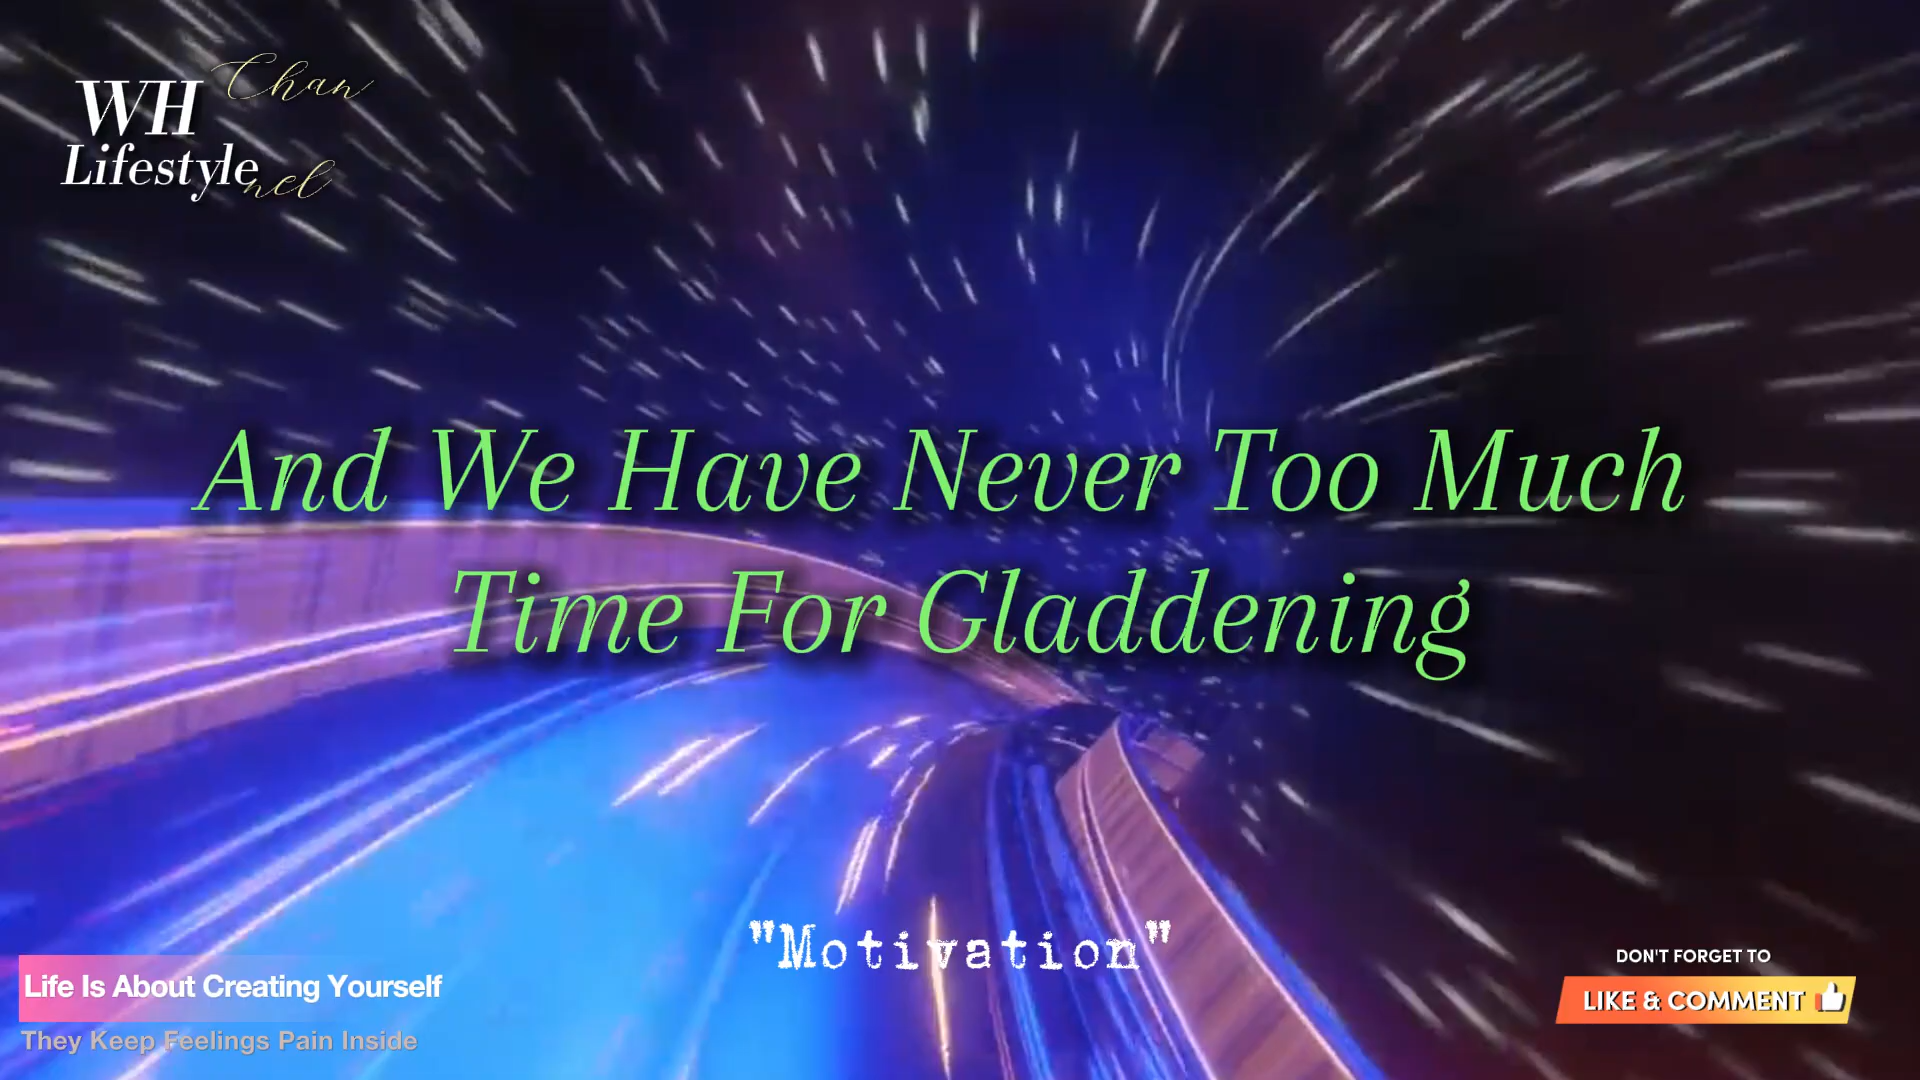 WH Chan
Lifestyle nel
And We Have Never Too Much
Time For Gladdening
"Motivation"
Life Is About Creating Yourself
They Keep Feelings Pain Inside
DON'T FORGET TO
LIKE & COMMENT